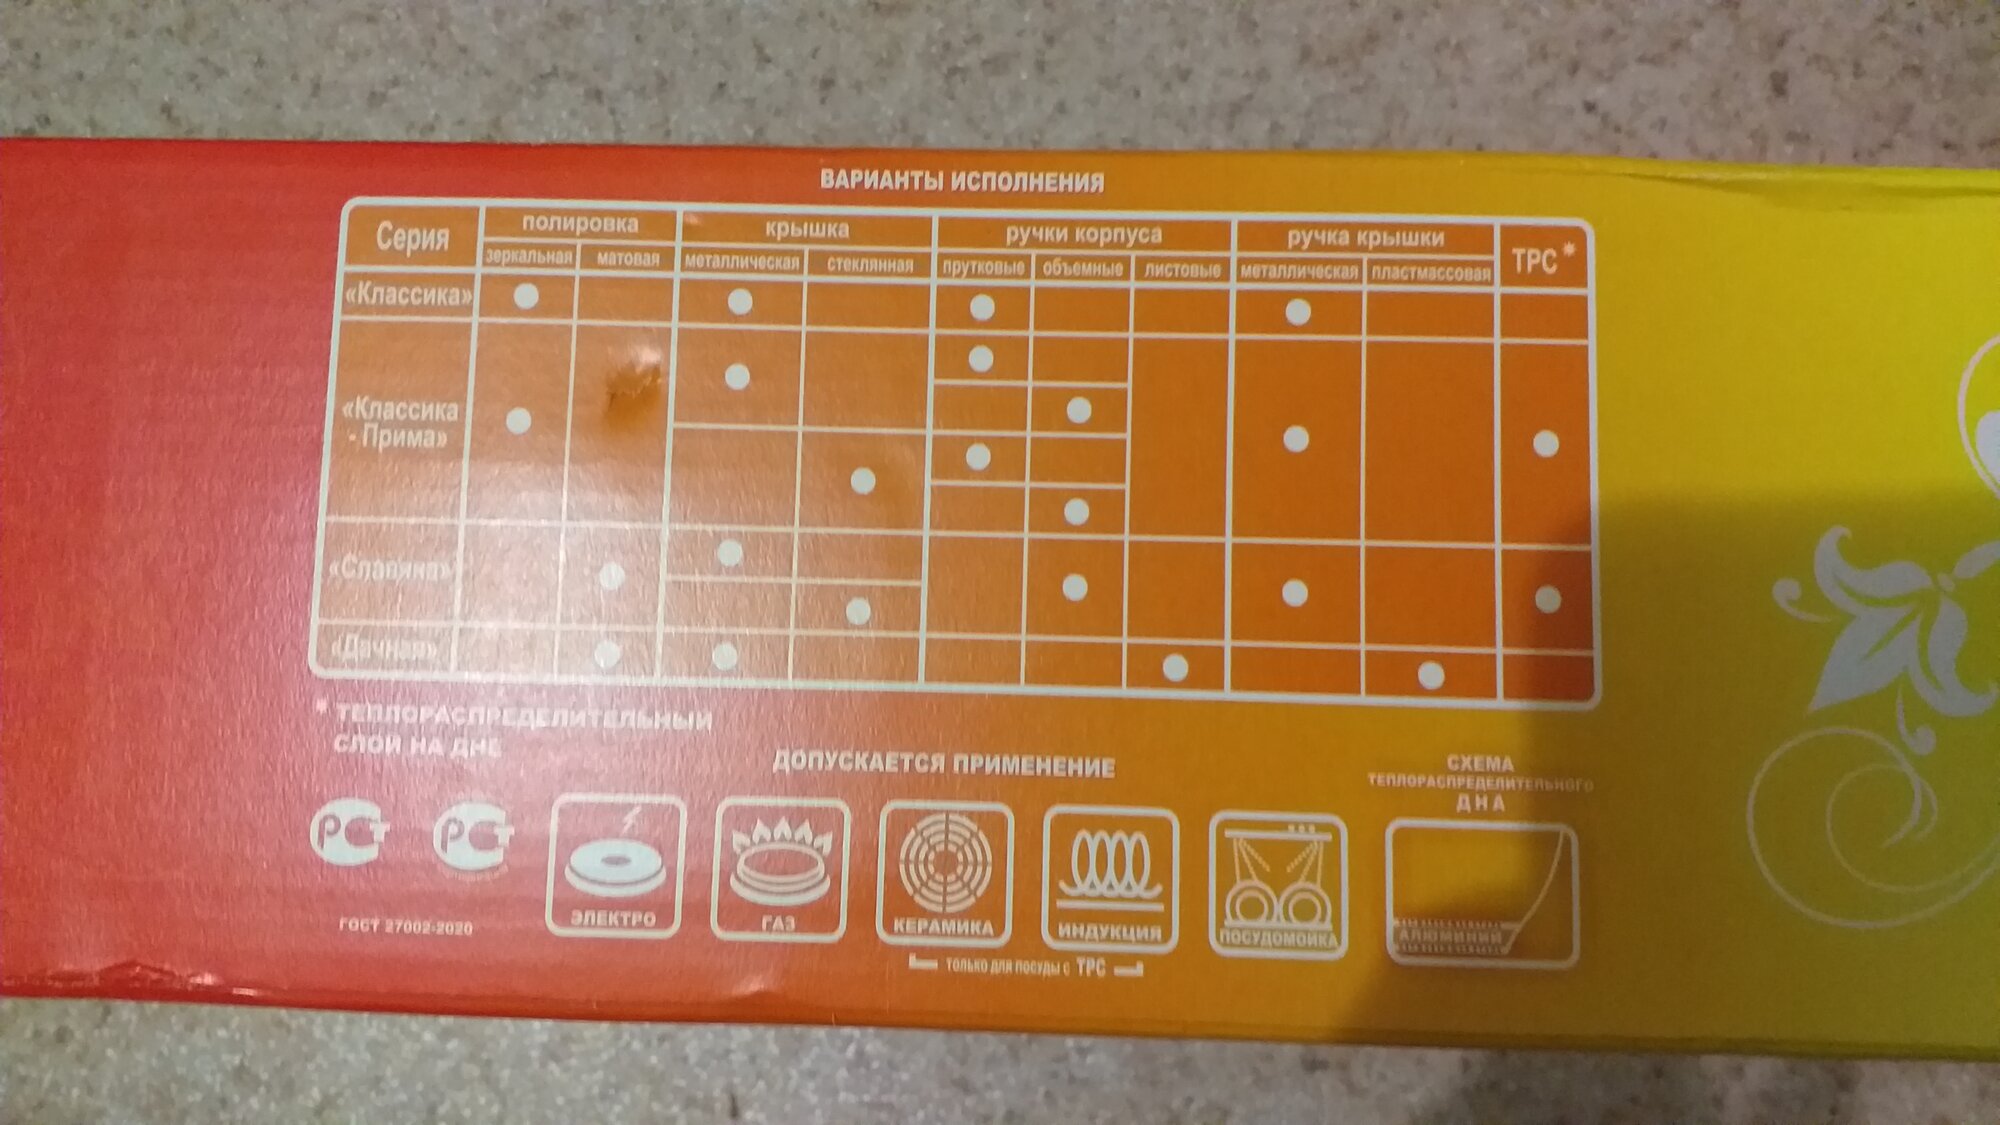 ВАРИАНТЫ ИСПОЛНЕНИЯ
Серия полировка крышка ручки корпуса ручка крышки ТРС*
зеркальная матовая металлическая стеклянная прутковые объемные листовые металлическая пластмассовая
«Классика»
«Классика
- Прима»
«Славяна»
«Дачная»
* ТЕПЛОРАСПРЕДЕЛИТЕЛЬНЫЙ
СЛОЙ НА ДНЕ
ДОПУСКАЕТСЯ ПРИМЕНЕНИЕ
СХЕМА
ТЕПЛОРАСПРЕДЕЛИТЕЛЬНОГО
ДНА
РСТ РСТ
ЭЛЕКТРО ГАЗ КЕРАМИКА ИНДУКЦИЯ ПОСУДОМОЙКА АЛЮМИНИЙ
ГОСТ 27002-2020
только для посуды с ТРС